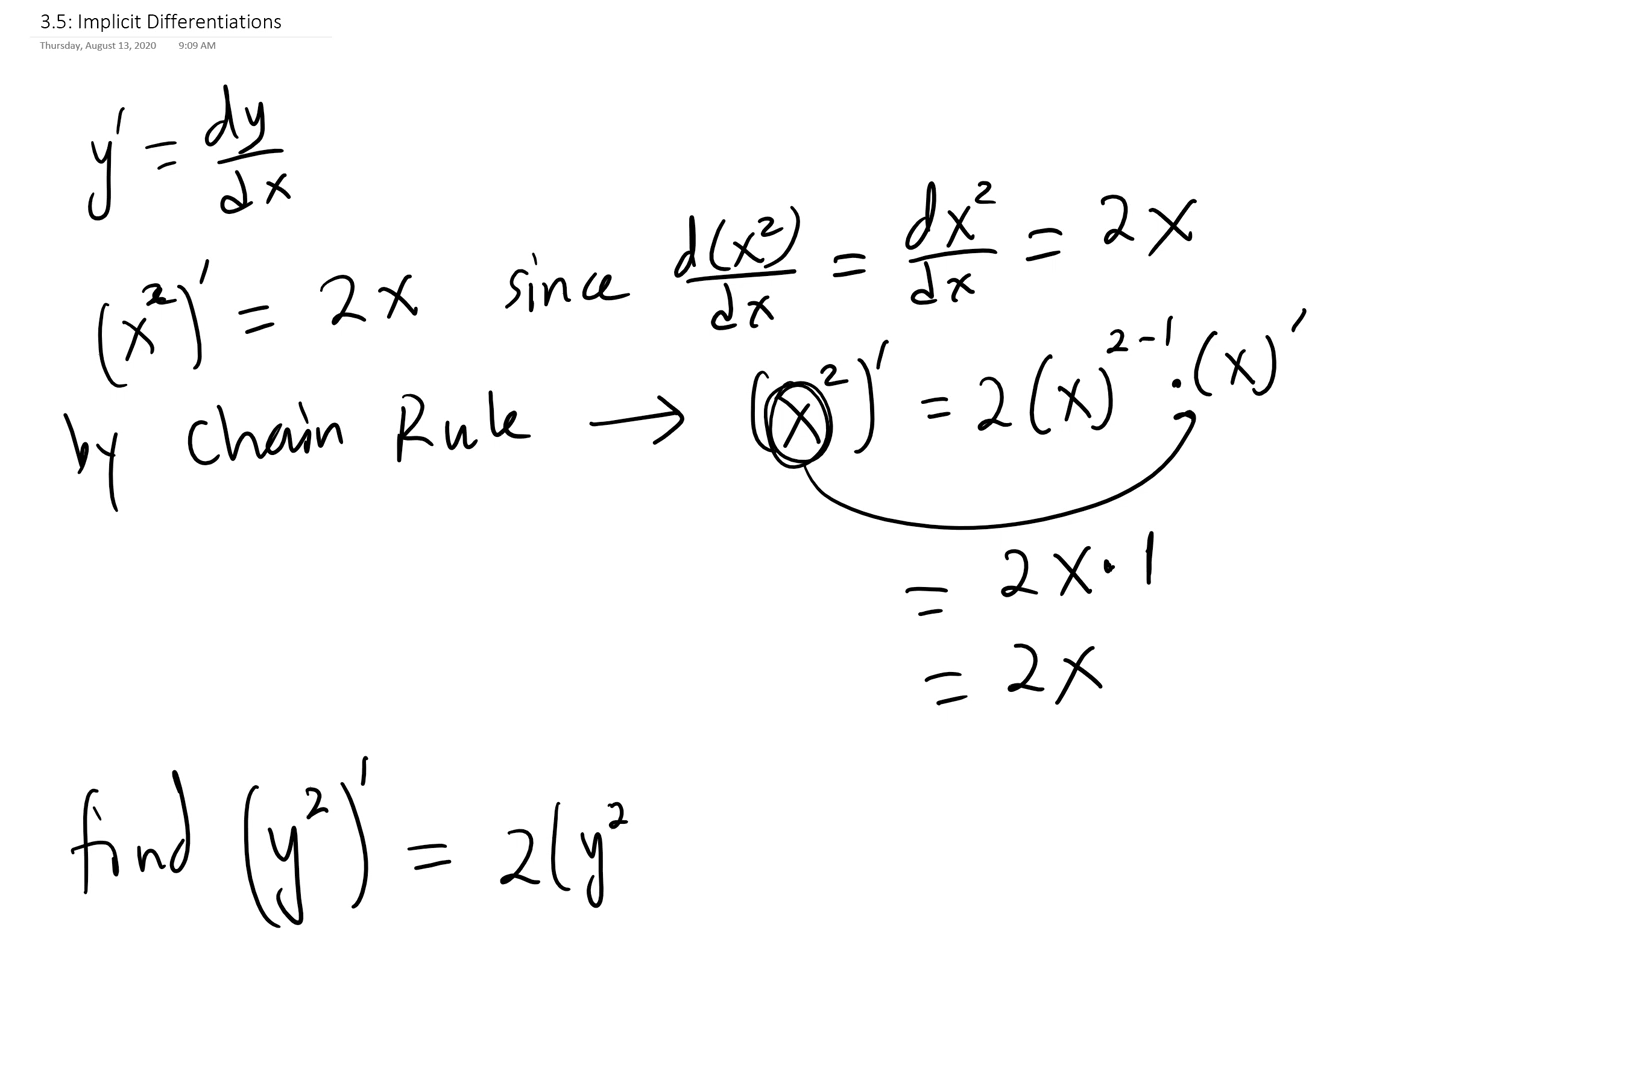 3.5: Implicit Differentiations
Thursday, August 13, 2020 9:09 AM
y' = dy/dx
(x²)' = 2x since d(x²)/dx = dx²/dx = 2x
by Chain Rule → (x²)' = 2(x)²⁻¹·(x)'
= 2x·1
= 2x
find (y²)' = 2(y²